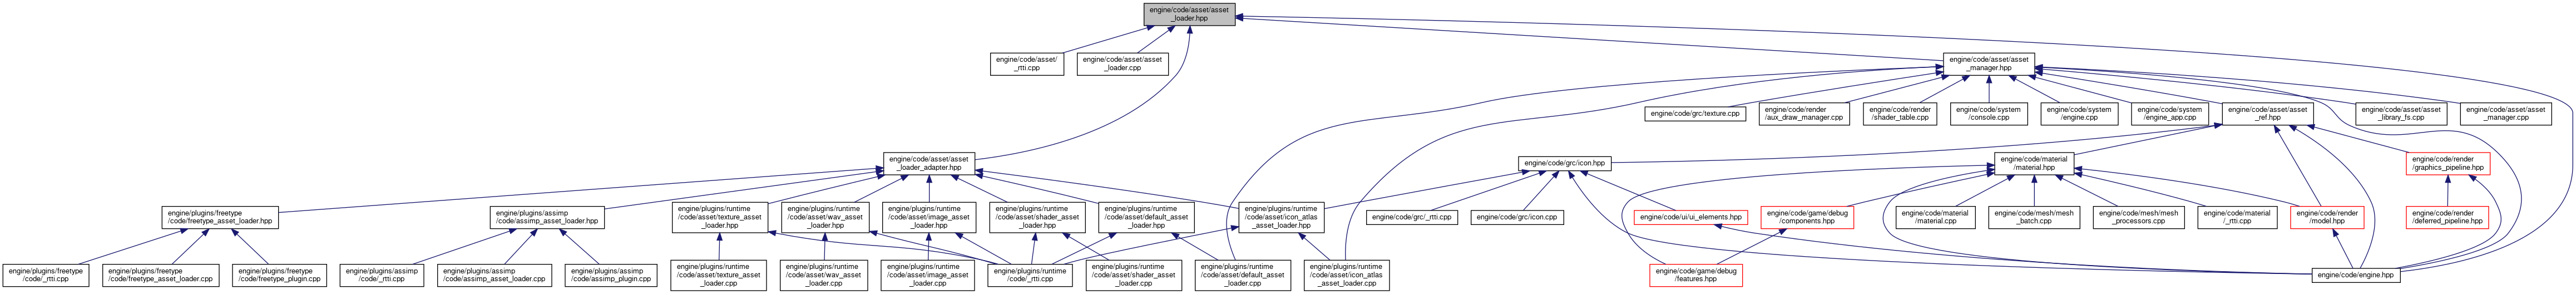 engine/code/asset/asset
_loader.hpp
engine/code/asset/
_rtti.cpp
engine/code/asset/asset
_loader.cpp
engine/code/asset/asset
_manager.hpp
engine/code/grc/texture.cpp
engine/code/render
/aux_draw_manager.cpp
engine/code/render
/shader_table.cpp
engine/code/system
/console.cpp
engine/code/system
/engine.cpp
engine/code/system
/engine_app.cpp
engine/code/asset/asset
_ref.hpp
engine/code/asset/asset
_library_fs.cpp
engine/code/asset/asset
_manager.cpp
engine/code/asset/asset
_loader_adapter.hpp
engine/code/grc/icon.hpp
engine/code/material
/material.hpp
engine/code/render
/graphics_pipeline.hpp
engine/plugins/freetype
/code/freetype_asset_loader.hpp
engine/plugins/assimp
/code/assimp_asset_loader.hpp
engine/plugins/runtime
/code/asset/texture_asset
_loader.hpp
engine/plugins/runtime
/code/asset/wav_asset
_loader.hpp
engine/plugins/runtime
/code/asset/image_asset
_loader.hpp
engine/plugins/runtime
/code/asset/shader_asset
_loader.hpp
engine/plugins/runtime
/code/asset/default_asset
_loader.hpp
engine/plugins/runtime
/code/asset/icon_atlas
_asset_loader.hpp
engine/code/grc/_rtti.cpp
engine/code/grc/icon.cpp
engine/code/ui/ui_elements.hpp
engine/code/game/debug
/components.hpp
engine/code/material
/material.cpp
engine/code/mesh/mesh
_batch.cpp
engine/code/mesh/mesh
_processors.cpp
engine/code/material
/_rtti.cpp
engine/code/render
/model.hpp
engine/code/render
/deferred_pipeline.hpp
engine/plugins/freetype
/code/_rtti.cpp
engine/plugins/freetype
/code/freetype_asset_loader.cpp
engine/plugins/freetype
/code/freetype_plugin.cpp
engine/plugins/assimp
/code/_rtti.cpp
engine/plugins/assimp
/code/assimp_asset_loader.cpp
engine/plugins/assimp
/code/assimp_plugin.cpp
engine/plugins/runtime
/code/asset/texture_asset
_loader.cpp
engine/plugins/runtime
/code/asset/wav_asset
_loader.cpp
engine/plugins/runtime
/code/asset/image_asset
_loader.cpp
engine/plugins/runtime
/code/_rtti.cpp
engine/plugins/runtime
/code/asset/shader_asset
_loader.cpp
engine/plugins/runtime
/code/asset/default_asset
_loader.cpp
engine/plugins/runtime
/code/asset/icon_atlas
_asset_loader.cpp
engine/code/game/debug
/features.hpp
engine/code/engine.hpp